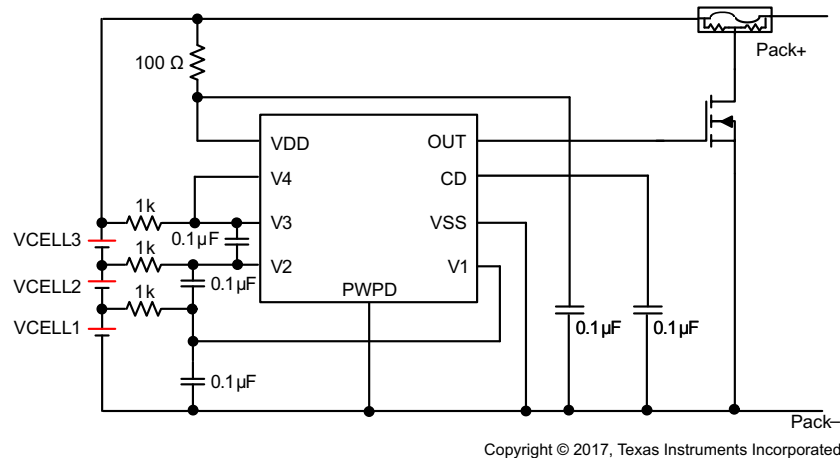 Pack+
100 Ω
VDD
OUT
V4
CD
1k
V3
VSS
0.1µF
VCELL3
1k
V2
V1
VCELL2
0.1µF
PWPD
1k
VCELL1
0.1µF
0.1µF
0.1µF
Pack–
Copyright © 2017, Texas Instruments Incorporated